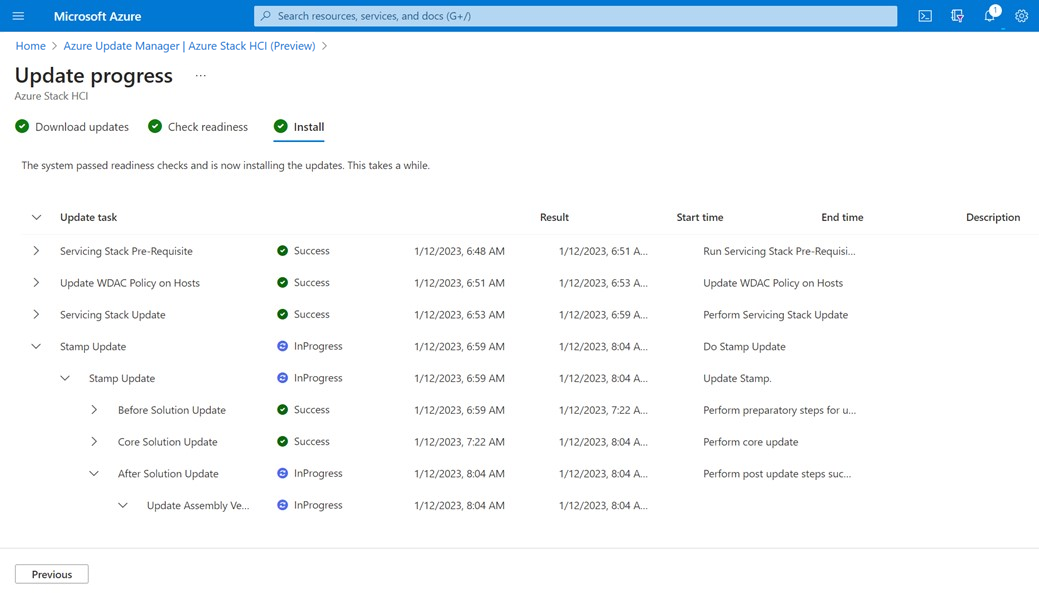 Microsoft Azure Search resources, services, and docs (G+/) 1
Home > Azure Update Manager | Azure Stack HCI (Preview) >
Update progress ...
Azure Stack HCI
Download updates Check readiness Install
The system passed readiness checks and is now installing the updates. This takes a while.
Update task Result Start time End time Description
Servicing Stack Pre-Requisite Success 1/12/2023, 6:48 AM 1/12/2023, 6:51 A... Run Servicing Stack Pre-Requisi...
Update WDAC Policy on Hosts Success 1/12/2023, 6:51 AM 1/12/2023, 6:53 A... Update WDAC Policy on Hosts
Servicing Stack Update Success 1/12/2023, 6:53 AM 1/12/2023, 6:59 A... Perform Servicing Stack Update
Stamp Update InProgress 1/12/2023, 6:59 AM 1/12/2023, 8:04 A... Do Stamp Update
Stamp Update InProgress 1/12/2023, 6:59 AM 1/12/2023, 8:04 A... Update Stamp.
Before Solution Update Success 1/12/2023, 6:59 AM 1/12/2023, 7:22 A... Perform preparatory steps for u...
Core Solution Update Success 1/12/2023, 7:22 AM 1/12/2023, 8:04 A... Perform core update
After Solution Update InProgress 1/12/2023, 8:04 AM 1/12/2023, 8:04 A... Perform post update steps suc...
Update Assembly Ve... InProgress 1/12/2023, 8:04 AM 1/12/2023, 8:04 A...
Previous